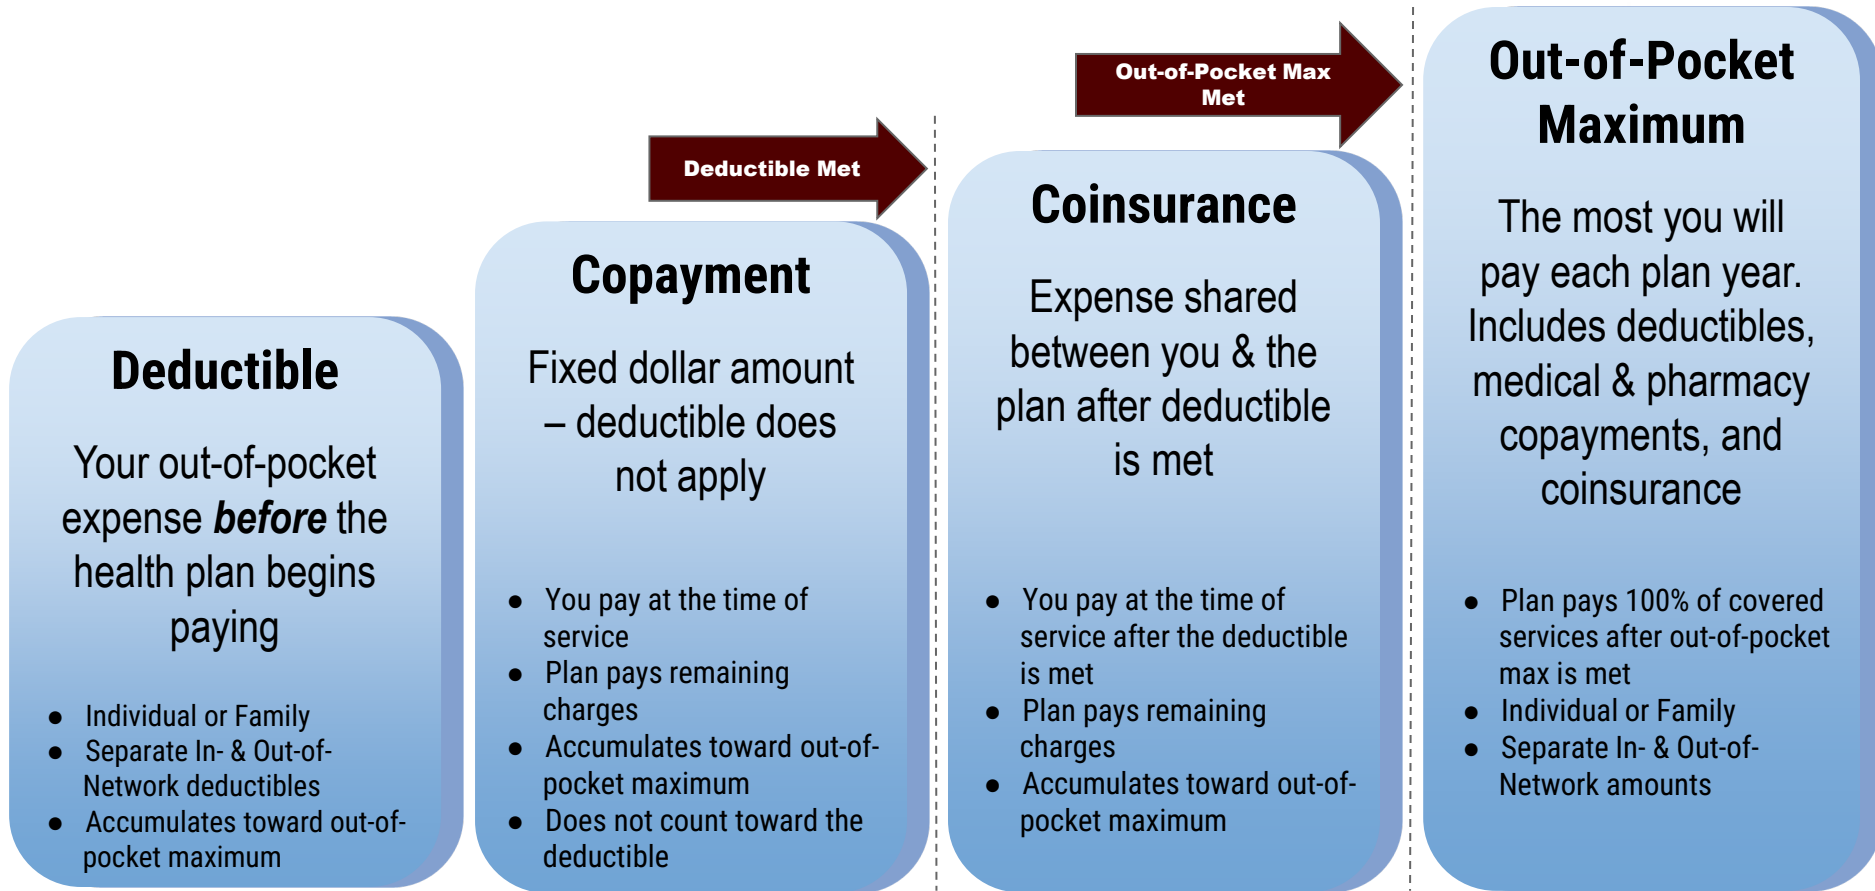 Deductible
Your out-of-pocket
expense before the
health plan begins
paying
● Individual or Family
● Separate In- & Out-of-
Network deductibles
● Accumulates toward out-of-
pocket maximum
Deductible Met
Copayment
Fixed dollar amount
– deductible does
not apply
● You pay at the time of
service
● Plan pays remaining
charges
● Accumulates toward out-of-
pocket maximum
● Does not count toward the
deductible
Out-of-Pocket Max
Met
Coinsurance
Expense shared
between you & the
plan after deductible
is met
● You pay at the time of
service after the deductible
is met
● Plan pays remaining
charges
● Accumulates toward out-of-
pocket maximum
Out-of-Pocket
Maximum
The most you will
pay each plan year.
Includes deductibles,
medical & pharmacy
copayments, and
coinsurance
● Plan pays 100% of covered
services after out-of-pocket
max is met
● Individual or Family
● Separate In- & Out-of-
Network amounts